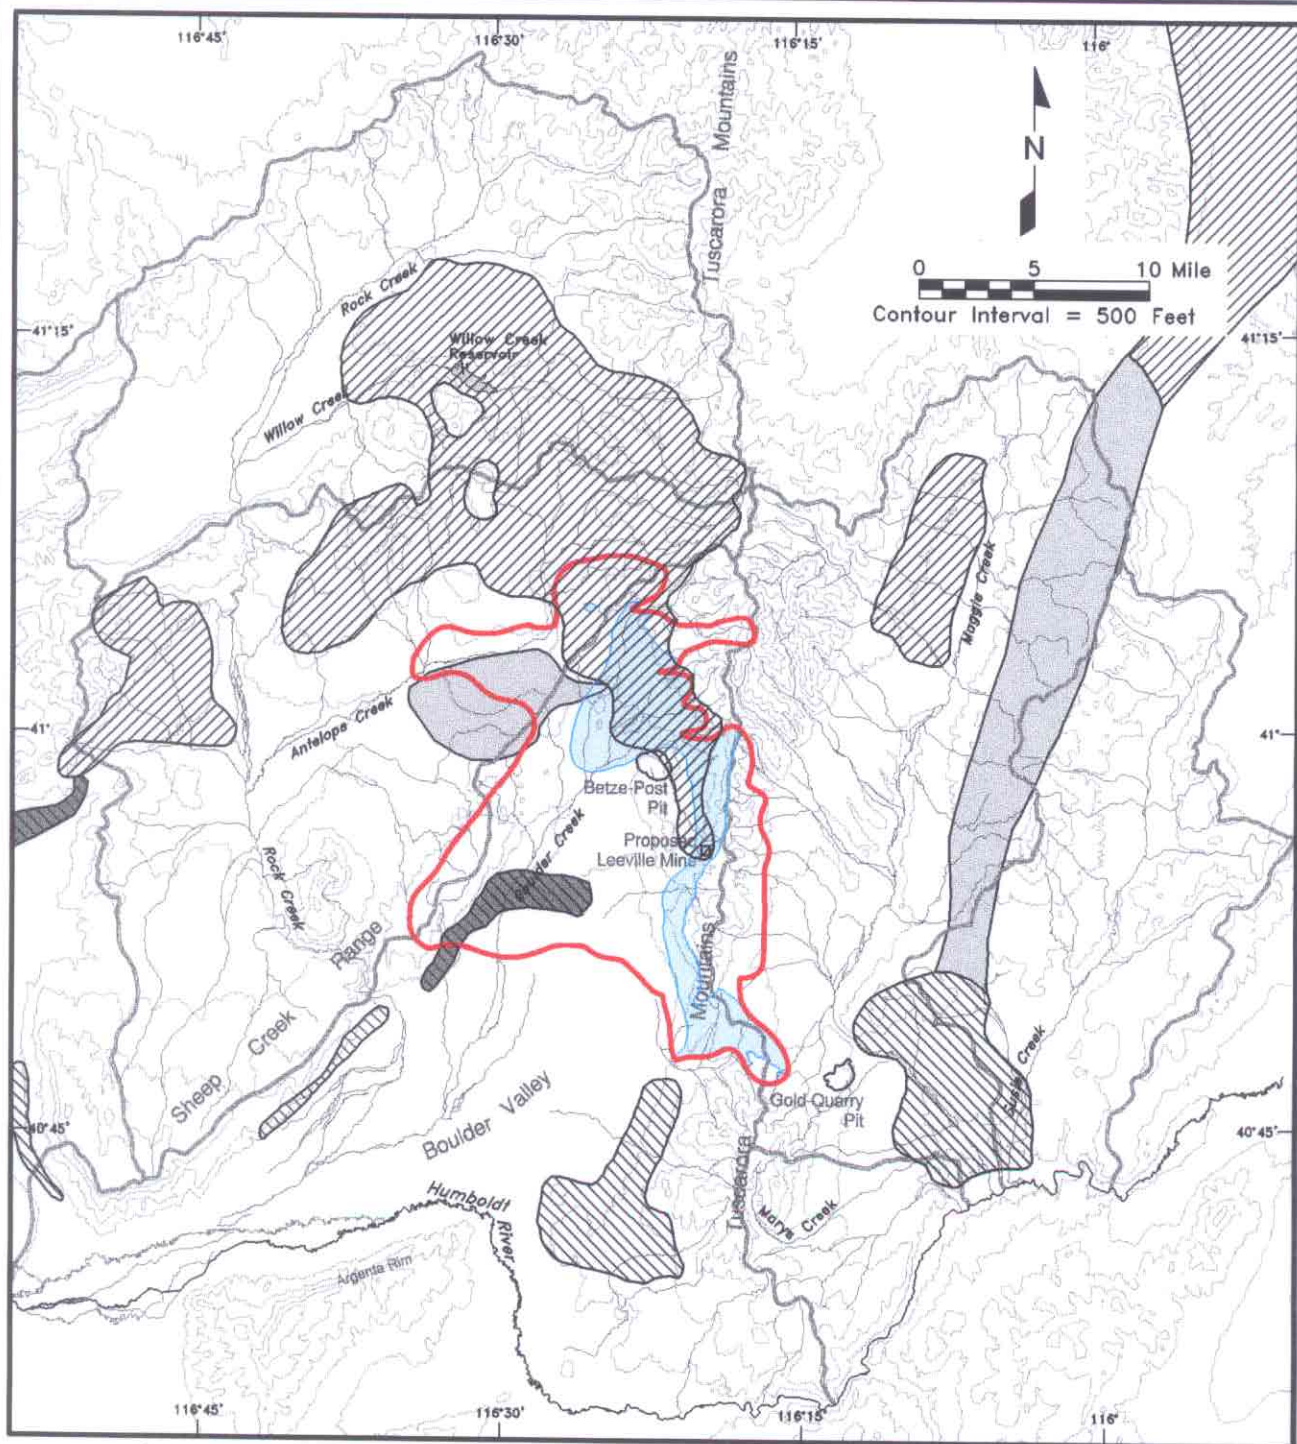 116°45'
116°30'
116°15'
116°
Tuscarora Mountains
N
0 5 10 Mile
Contour Interval = 500 Feet
Rock Creek
41°15'
Willow Creek
Reservoir
41°15'
Willow Creek
Maggie Creek
Antelope Creek
41°
41°
Betze-Post
Pit
Boulder Creek
Proposed
Leeville Mine
Rock Creek
Sheep Creek Range
Tuscarora Mountains
Susie Creek
Boulder Valley
Gold Quarry
Pit
40°45'
40°45'
Humboldt River
Marys Creek
Argenta Rim
116°45'
116°30'
116°15'
116°